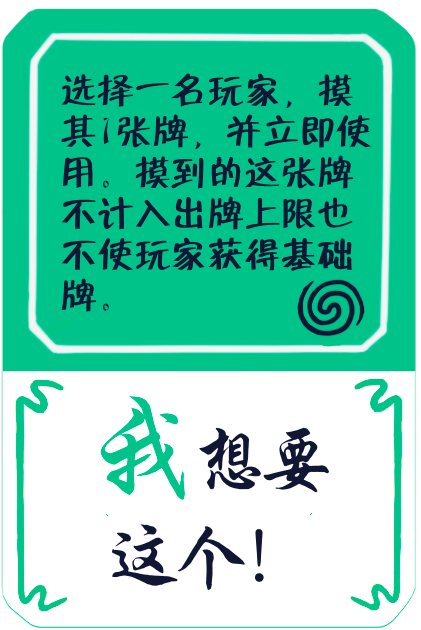 选择一名玩家，摸
其1张牌，并立即使
用。摸到的这张牌
不计入出牌上限也
不使玩家获得基础
牌。
我想要
这个！